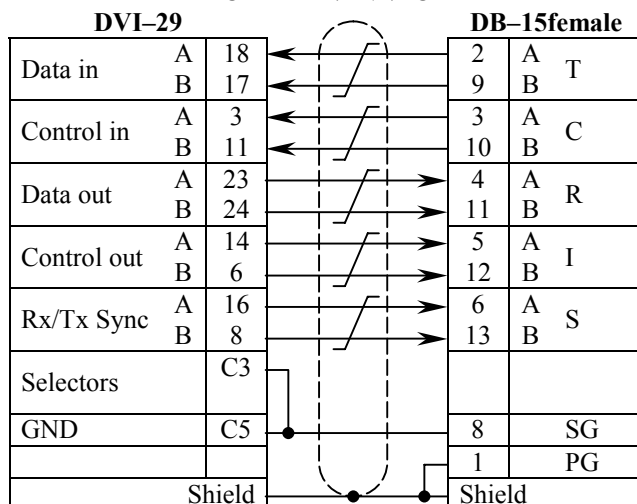 DVI–29 DB–15female
Data in A 18 2 A T
B 17 9 B
Control in A 3 3 A C
B 11 10 B
Data out A 23 4 A R
B 24 11 B
Control out A 14 5 A I
B 6 12 B
Rx/Tx Sync A 16 6 A S
B 8 13 B
Selectors C3
GND C5 8 SG
1 PG
Shield Shield